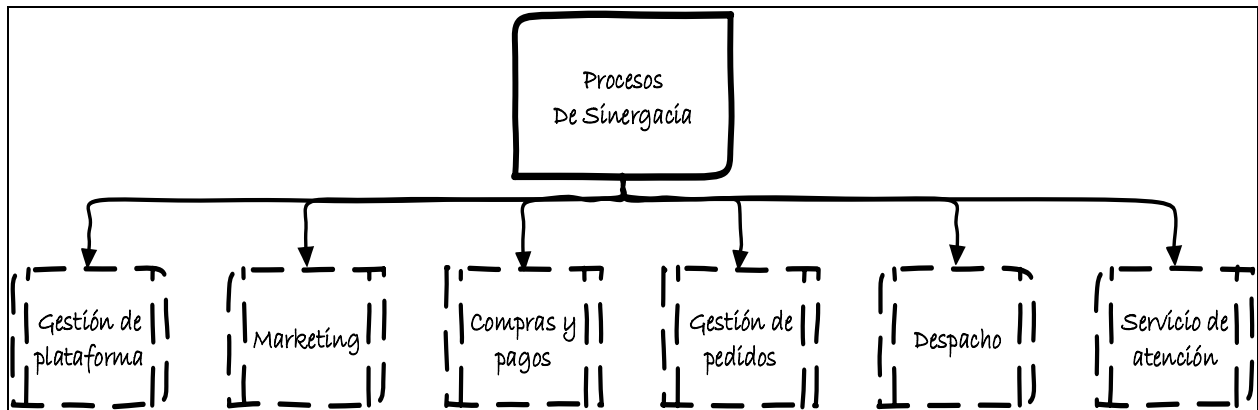 Procesos
De Sinergacia
Gestión de
plataforma
Marketing
Compras y
pagos
Gestión de
pedidos
Despacho
Servicio de
atención